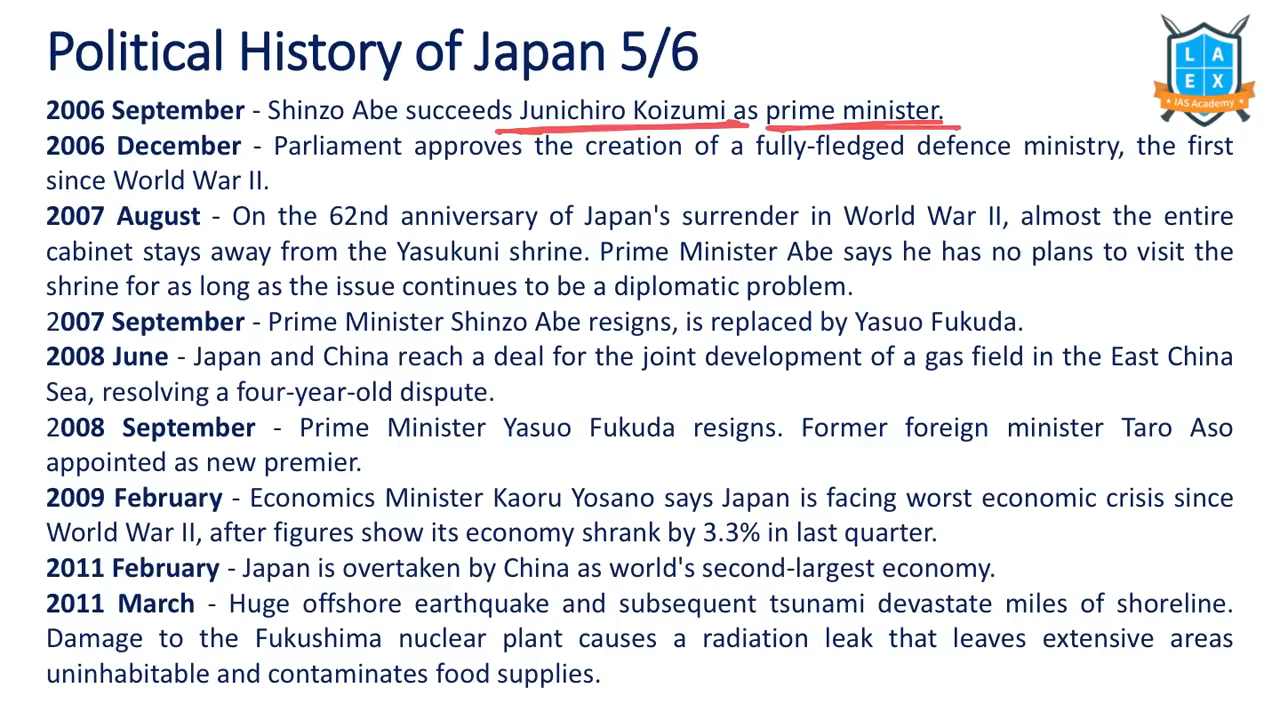 Political History of Japan 5/6
L A
E X
IAS Academy
2006 September - Shinzo Abe succeeds Junichiro Koizumi as prime minister.
2006 December - Parliament approves the creation of a fully-fledged defence ministry, the first
since World War II.
2007 August - On the 62nd anniversary of Japan's surrender in World War II, almost the entire
cabinet stays away from the Yasukuni shrine. Prime Minister Abe says he has no plans to visit the
shrine for as long as the issue continues to be a diplomatic problem.
2007 September - Prime Minister Shinzo Abe resigns, is replaced by Yasuo Fukuda.
2008 June - Japan and China reach a deal for the joint development of a gas field in the East China
Sea, resolving a four-year-old dispute.
2008 September - Prime Minister Yasuo Fukuda resigns. Former foreign minister Taro Aso
appointed as new premier.
2009 February - Economics Minister Kaoru Yosano says Japan is facing worst economic crisis since
World War II, after figures show its economy shrank by 3.3% in last quarter.
2011 February - Japan is overtaken by China as world's second-largest economy.
2011 March - Huge offshore earthquake and subsequent tsunami devastate miles of shoreline.
Damage to the Fukushima nuclear plant causes a radiation leak that leaves extensive areas
uninhabitable and contaminates food supplies.